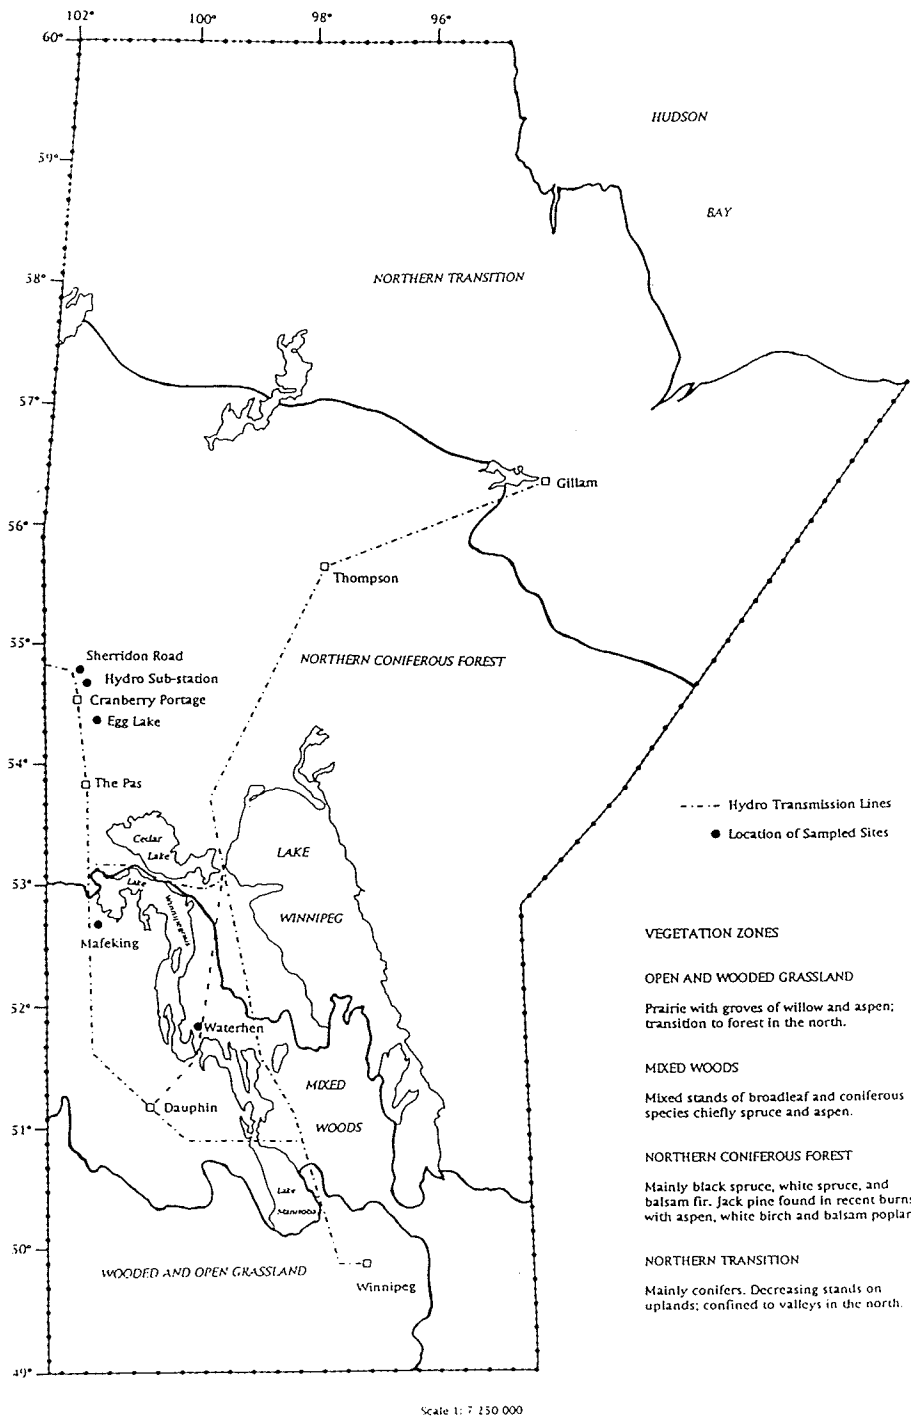 102°
100°
98°
96°
60°
HUDSON
59°
BAY
58°
NORTHERN TRANSITION
57°
Gillam
56°
Thompson
55°
Sherridon Road
NORTHERN CONIFEROUS FOREST
Hydro Sub-station
Cranberry Portage
Egg Lake
54°
The Pas
Hydro Transmission Lines
Cedar
Lake
Location of Sampled Sites
LAKE
53°
Lake
Winnipegosis
WINNIPEG
Mafeking
VEGETATION ZONES
OPEN AND WOODED GRASSLAND
Prairie with groves of willow and aspen;
transition to forest in the north.
52°
Waterhen
MIXED WOODS
Mixed stands of broadleaf and coniferous
species chiefly spruce and aspen.
MIXED
WOODS
Dauphin
51°
NORTHERN CONIFEROUS FOREST
Mainly black spruce, white spruce, and
balsam fir. Jack pine found in recent burns
with aspen, white birch and balsam poplar
Lake
Manitoba
50°
WOODED AND OPEN GRASSLAND
Winnipeg
NORTHERN TRANSITION
Mainly conifers. Decreasing stands on
uplands; confined to valleys in the north.
49°
Scale 1: 7 250 000